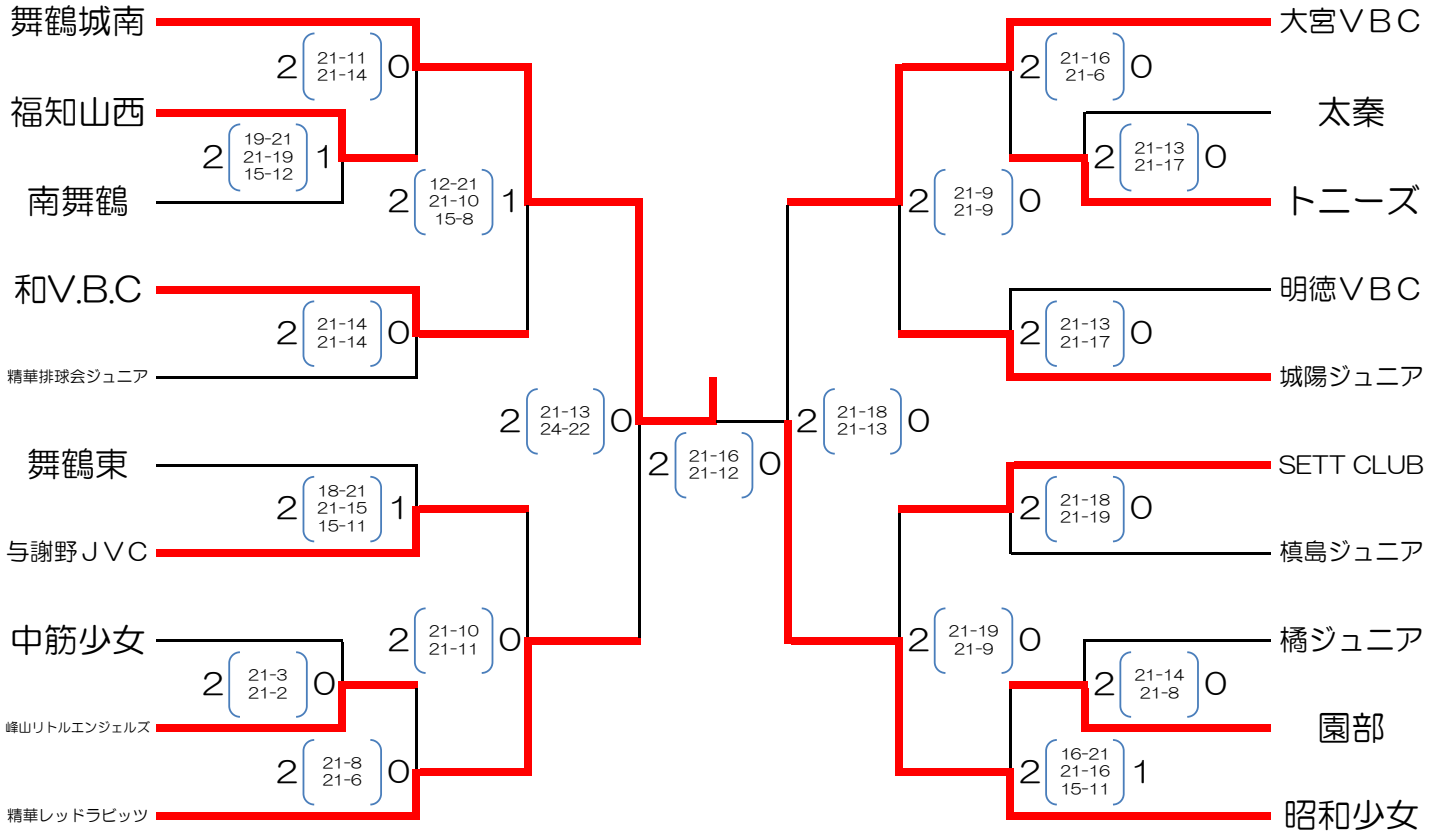 舞鶴城南
2 21-11 0
21-14
福知山西
2 19-21 1
21-19
15-12
南舞鶴
2 12-21 1
21-10
15-8
和V.B.C
2 21-14 0
21-14
精華排球会ジュニア
2 21-13 0
24-22
舞鶴東
2 18-21 1
21-15
15-11
与謝野ＪＶＣ
中筋少女
2 21-10 0
21-11
2 21-3 0
21-2
峰山リトルエンジェルズ
2 21-8 0
21-6
精華レッドラビッツ
2 21-16 0
21-12
大宮ＶＢＣ
2 21-16 0
21-6
太秦
2 21-13 0
21-17
トニーズ
2 21-9 0
21-9
明徳ＶＢＣ
2 21-13 0
21-17
城陽ジュニア
2 21-18 0
21-13
SETT CLUB
2 21-18 0
21-19
槙島ジュニア
橘ジュニア
2 21-19 0
21-9
2 21-14 0
21-8
園部
2 16-21 1
21-16
15-11
昭和少女